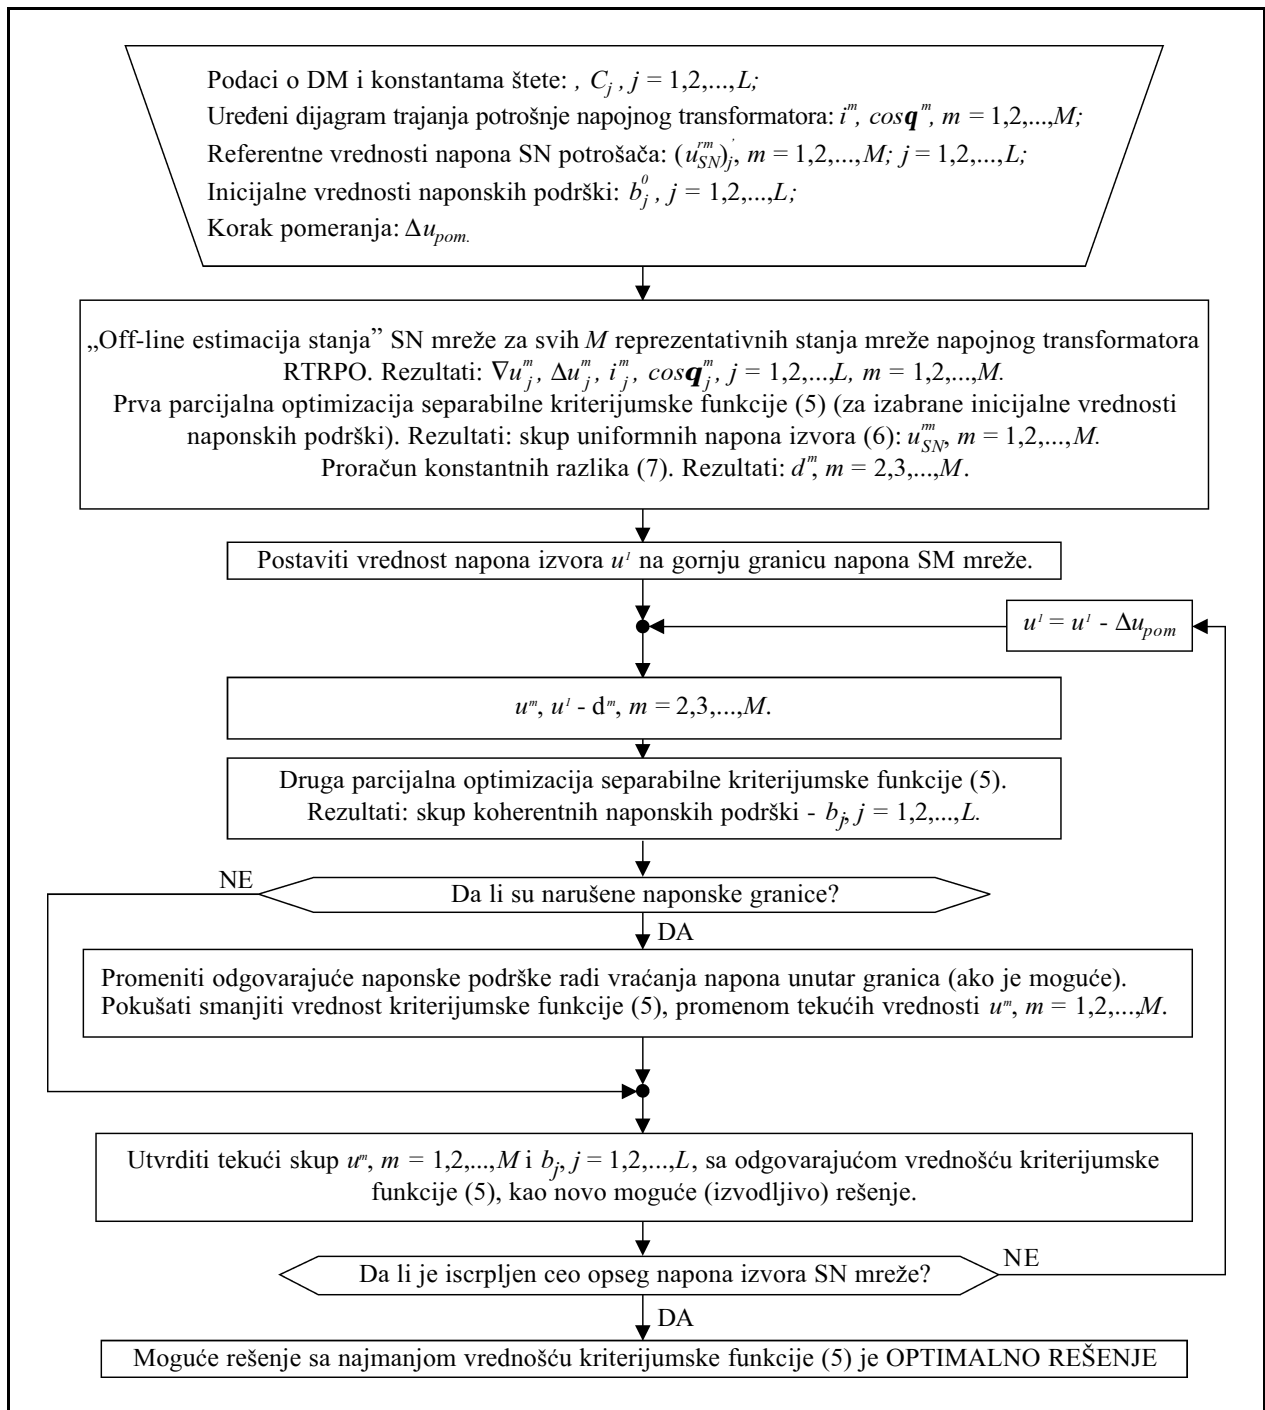 Podaci o DM i konstantama štete: , C_j , j = 1,2,...,L;
Uređeni dijagram trajanja potrošnje napojnog transformatora: i^m, cosq^m, m = 1,2,...,M;
Referentne vrednosti napona SN potrošača: (u_SN^rm)_j', m = 1,2,...,M; j = 1,2,...,L;
Inicijalne vrednosti naponskih podrški: b_j^0 , j = 1,2,...,L;
Korak pomeranja: Δu_pom.
„Off-line estimacija stanja” SN mreže za svih M reprezentativnih stanja mreže napojnog transformatora
RTRPO. Rezultati: ∇u_j^m, Δu_j^m, i_j^m, cosq_j^m, j = 1,2,...,L, m = 1,2,...,M.
Prva parcijalna optimizacija separabilne kriterijumske funkcije (5) (za izabrane inicijalne vrednosti
naponskih podrški). Rezultati: skup uniformnih napona izvora (6): u_SN^rm, m = 1,2,...,M.
Proračun konstantnih razlika (7). Rezultati: d^m, m = 2,3,...,M.
Postaviti vrednost napona izvora u^1 na gornju granicu napona SM mreže.
u^1 = u^1 - Δu_pom
u^m, u^1 - d^m, m = 2,3,...,M.
Druga parcijalna optimizacija separabilne kriterijumske funkcije (5).
Rezultati: skup koherentnih naponskih podrški - b_j, j = 1,2,...,L.
NE
Da li su narušene naponske granice?
DA
Promeniti odgovarajuće naponske podrške radi vraćanja napona unutar granica (ako je moguće).
Pokušati smanjiti vrednost kriterijumske funkcije (5), promenom tekućih vrednosti u^m, m = 1,2,...,M.
Utvrditi tekući skup u^m, m = 1,2,...,M i b_j, j = 1,2,...,L, sa odgovarajućom vrednošću kriterijumske
funkcije (5), kao novo moguće (izvodljivo) rešenje.
Da li je iscrpljen ceo opseg napona izvora SN mreže?
NE
DA
Moguće rešenje sa najmanjom vrednošću kriterijumske funkcije (5) je OPTIMALNO REŠENJE